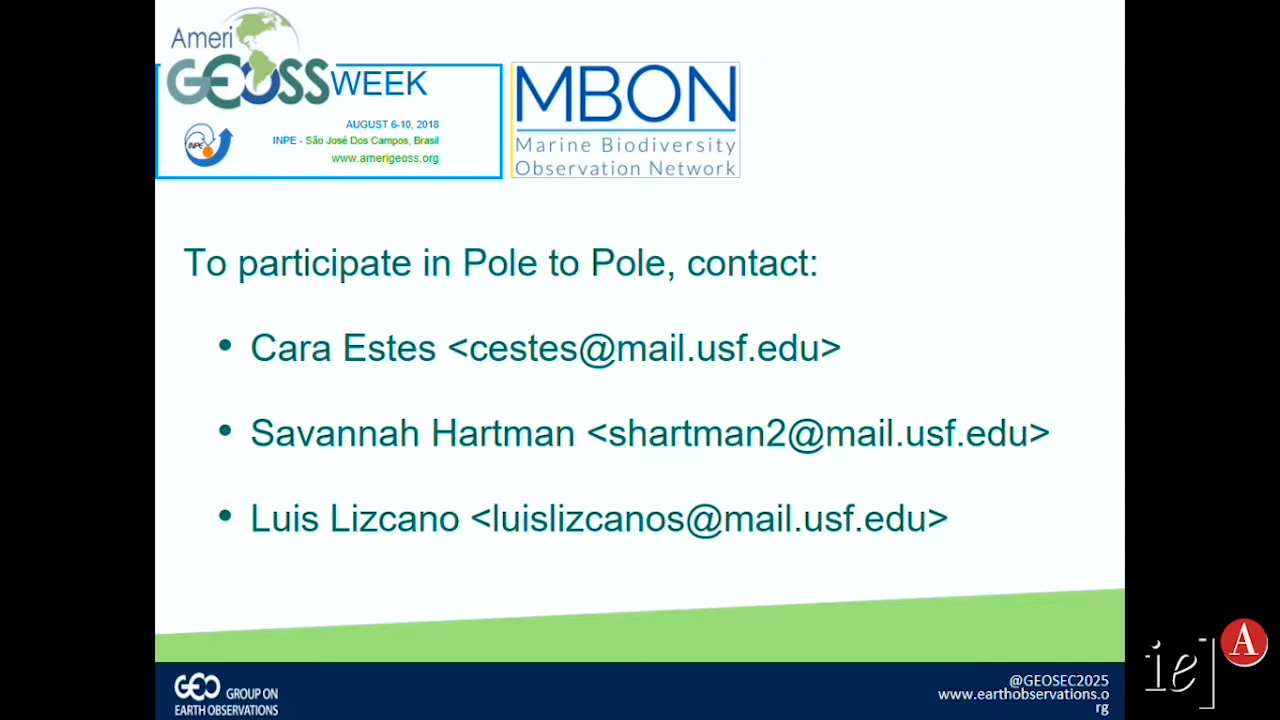 Ameri
GEOSS WEEK
AUGUST 6-10, 2018
INPE
INPE - São José Dos Campos, Brasil
www.amerigeoss.org
MBON
Marine Biodiversity
Observation Network
To participate in Pole to Pole, contact:
• Cara Estes <cestes@mail.usf.edu>
• Savannah Hartman <shartman2@mail.usf.edu>
• Luis Lizcano <luislizcanos@mail.usf.edu>
GEO GROUP ON
EARTH OBSERVATIONS
@GEOSEC2025
www.earthobservations.o
rg
ie]
A